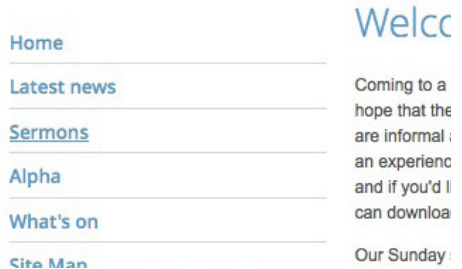 Home
Latest news
Sermons
Alpha
What's on
Site Map
Welco
Coming to a
hope that the
are informal
an experienc
and if you'd
can downloa
Our Sunday